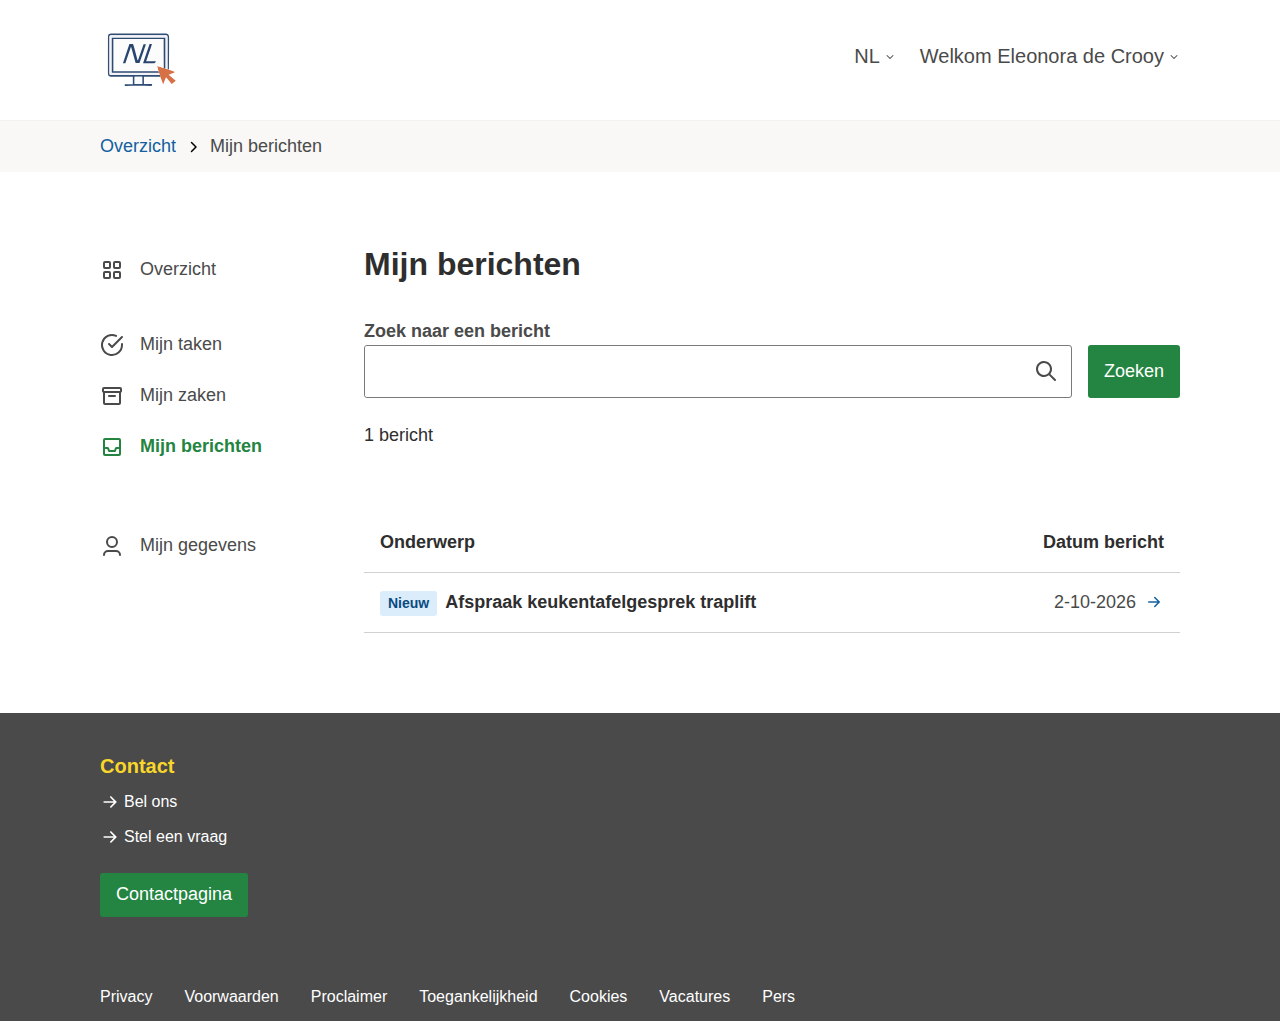 NL
NL
Welkom Eleonora de Crooy
Overzicht
Mijn berichten
Overzicht
Mijn taken
Mijn zaken
Mijn berichten
Mijn gegevens
Mijn berichten
Zoek naar een bericht
Zoeken
1 bericht
Onderwerp
Datum bericht
Nieuw
Afspraak keukentafelgesprek traplift
2-10-2026
Contact
Bel ons
Stel een vraag
Contactpagina
Privacy
Voorwaarden
Proclaimer
Toegankelijkheid
Cookies
Vacatures
Pers